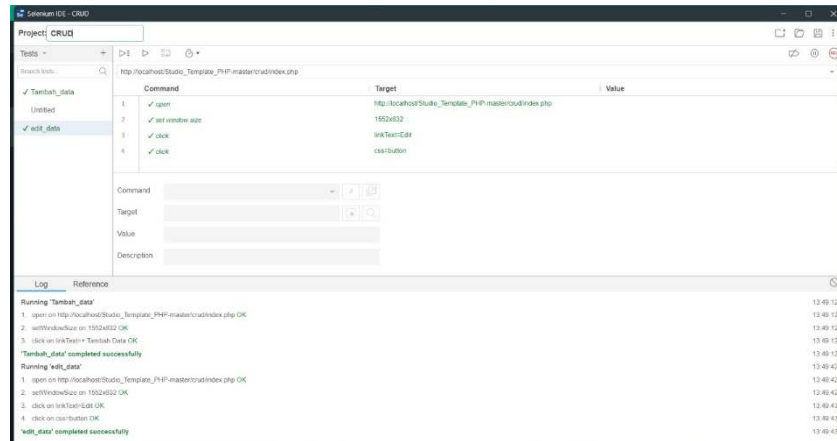 Selenium IDE - CRUD
Project: CRUD
Tests
Search tests...
http://localhost/Studio_Template_PHP-master/crud/index.php
✓ Tambah_data
Untitled
✓ edit_data
Command Target Value
1 ✓ open http://localhost/Studio_Template_PHP-master/crud/index.php
2 ✓ set window size 1552x832
3 ✓ click linkText=Edit
4 ✓ click css=button
Command
Target
Value
Description
Log Reference
Running 'Tambah_data' 13:49:12
1. open on http://localhost/Studio_Template_PHP-master/crud/index.php OK 13:49:12
2. setWindowSize on 1552x832 OK 13:49:12
3. click on linkText=+ Tambah Data OK 13:49:12
'Tambah_data' completed successfully 13:49:12
Running 'edit_data' 13:49:42
1. open on http://localhost/Studio_Template_PHP-master/crud/index.php OK 13:49:42
2. setWindowSize on 1552x832 OK 13:49:42
3. click on linkText=Edit OK 13:49:43
4. click on css=button OK 13:49:43
'edit_data' completed successfully 13:49:43